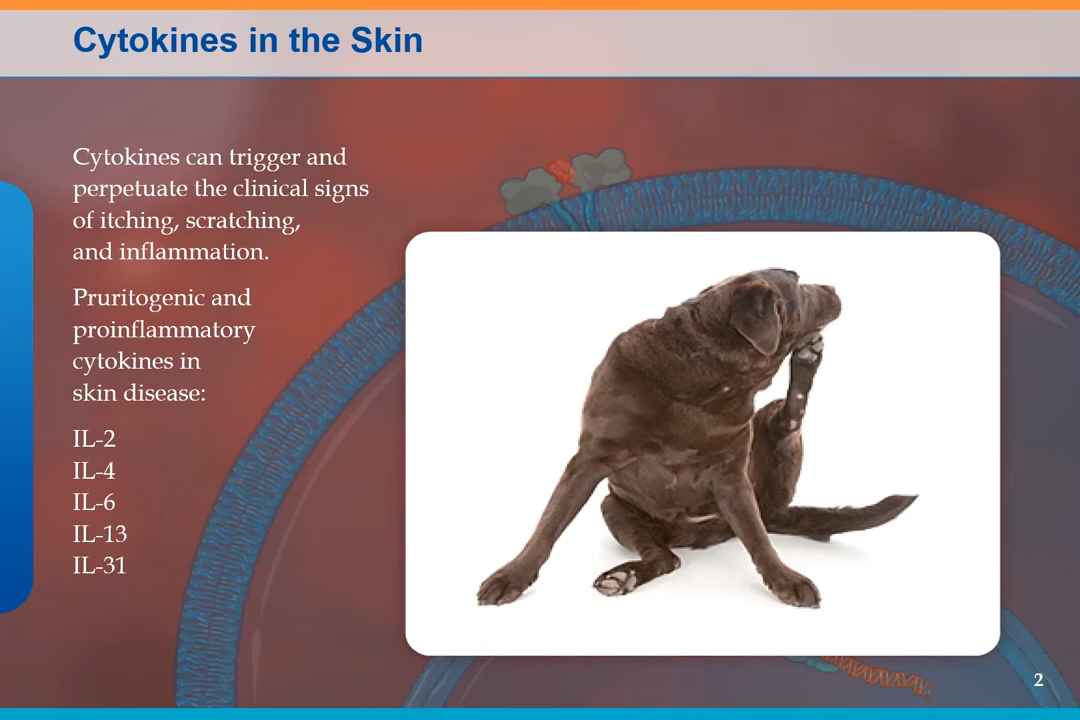 Cytokines in the Skin
Cytokines can trigger and
perpetuate the clinical signs
of itching, scratching,
and inflammation.
Pruritogenic and
proinflammatory
cytokines in
skin disease:
IL-2
IL-4
IL-6
IL-13
IL-31
2